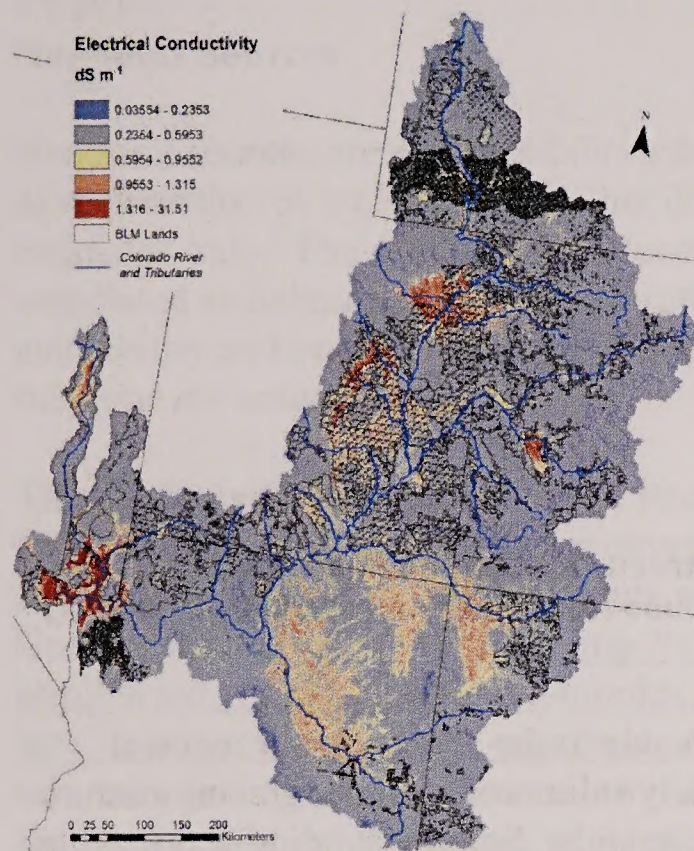 Electrical Conductivity
dS m⁻¹
0.03554 - 0.2353
0.2354 - 0.5953
0.5954 - 0.9552
0.9553 - 1.315
1.316 - 31.51
BLM Lands
Colorado River
and Tributaries
N
0 25 50 100 150 200
Kilometers